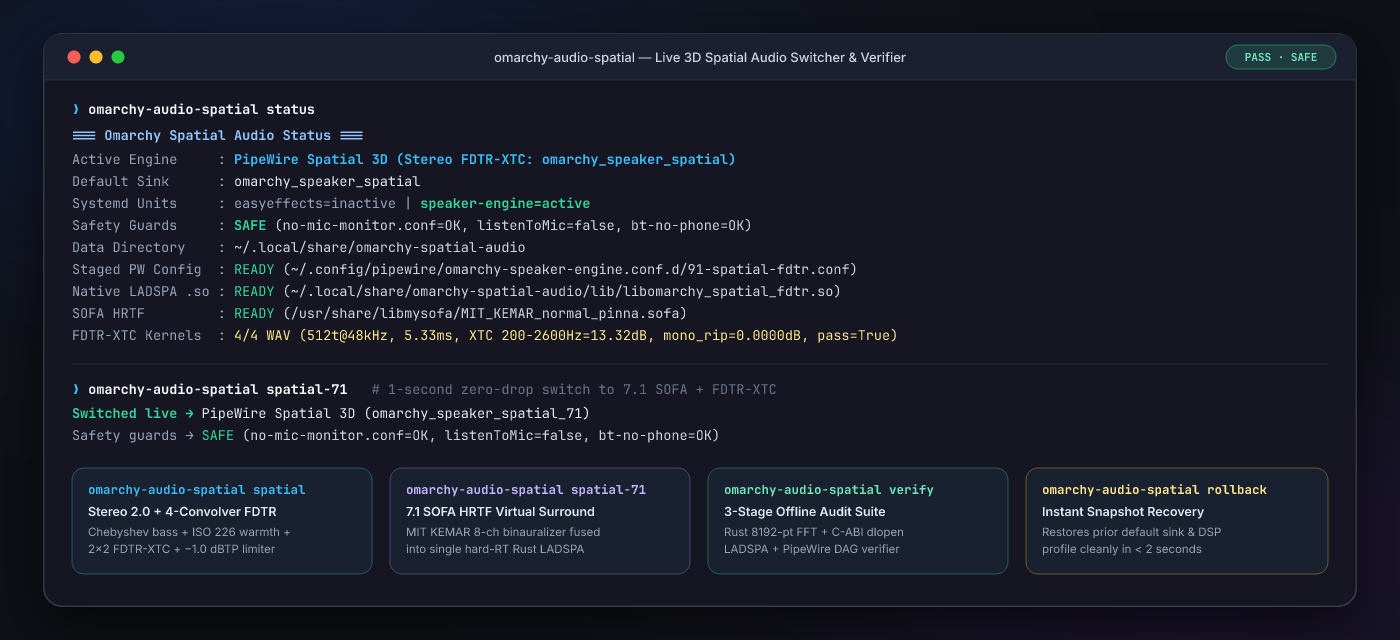 omarchy-audio-spatial — Live 3D Spatial Audio Switcher & Verifier
PASS · SAFE
❯ omarchy-audio-spatial status
═══ Omarchy Spatial Audio Status ═══
Active Engine : PipeWire Spatial 3D (Stereo FDTR-XTC: omarchy_speaker_spatial)
Default Sink : omarchy_speaker_spatial
Systemd Units : easyeffects=inactive | speaker-engine=active
Safety Guards : SAFE (no-mic-monitor.conf=OK, listenToMic=false, bt-no-phone=OK)
Data Directory : ~/.local/share/omarchy-spatial-audio
Staged PW Config : READY (~/.config/pipewire/omarchy-speaker-engine.conf.d/91-spatial-fdtr.conf)
Native LADSPA .so : READY (~/.local/share/omarchy-spatial-audio/lib/libomarchy_spatial_fdtr.so)
SOFA HRTF : READY (/usr/share/libmysofa/MIT_KEMAR_normal_pinna.sofa)
FDTR-XTC Kernels : 4/4 WAV (512t@48kHz, 5.33ms, XTC 200-2600Hz=13.32dB, mono_rip=0.0000dB, pass=True)
❯ omarchy-audio-spatial spatial-71 # 1-second zero-drop switch to 7.1 SOFA + FDTR-XTC
Switched live → PipeWire Spatial 3D (omarchy_speaker_spatial_71)
Safety guards → SAFE (no-mic-monitor.conf=OK, listenToMic=false, bt-no-phone=OK)
omarchy-audio-spatial spatial
Stereo 2.0 + 4-Convolver FDTR
Chebyshev bass + ISO 226 warmth +
2×2 FDTR-XTC + −1.0 dBTP limiter
omarchy-audio-spatial spatial-71
7.1 SOFA HRTF Virtual Surround
MIT KEMAR 8-ch binauralizer fused
into single hard-RT Rust LADSPA
omarchy-audio-spatial verify
3-Stage Offline Audit Suite
Rust 8192-pt FFT + C-ABI dlopen
LADSPA + PipeWire DAG verifier
omarchy-audio-spatial rollback
Instant Snapshot Recovery
Restores prior default sink & DSP
profile cleanly in < 2 seconds